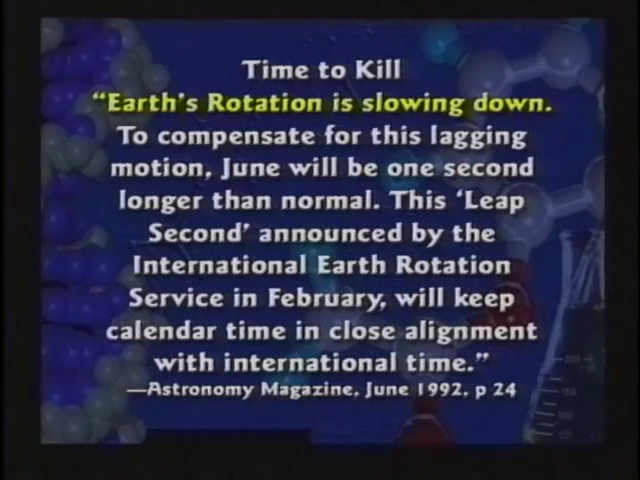 Time to Kill
“Earth's Rotation is slowing down.
To compensate for this lagging
motion, June will be one second
longer than normal. This ‘Leap
Second’ announced by the
International Earth Rotation
Service in February, will keep
calendar time in close alignment
with international time.”
—Astronomy Magazine, June 1992, p 24